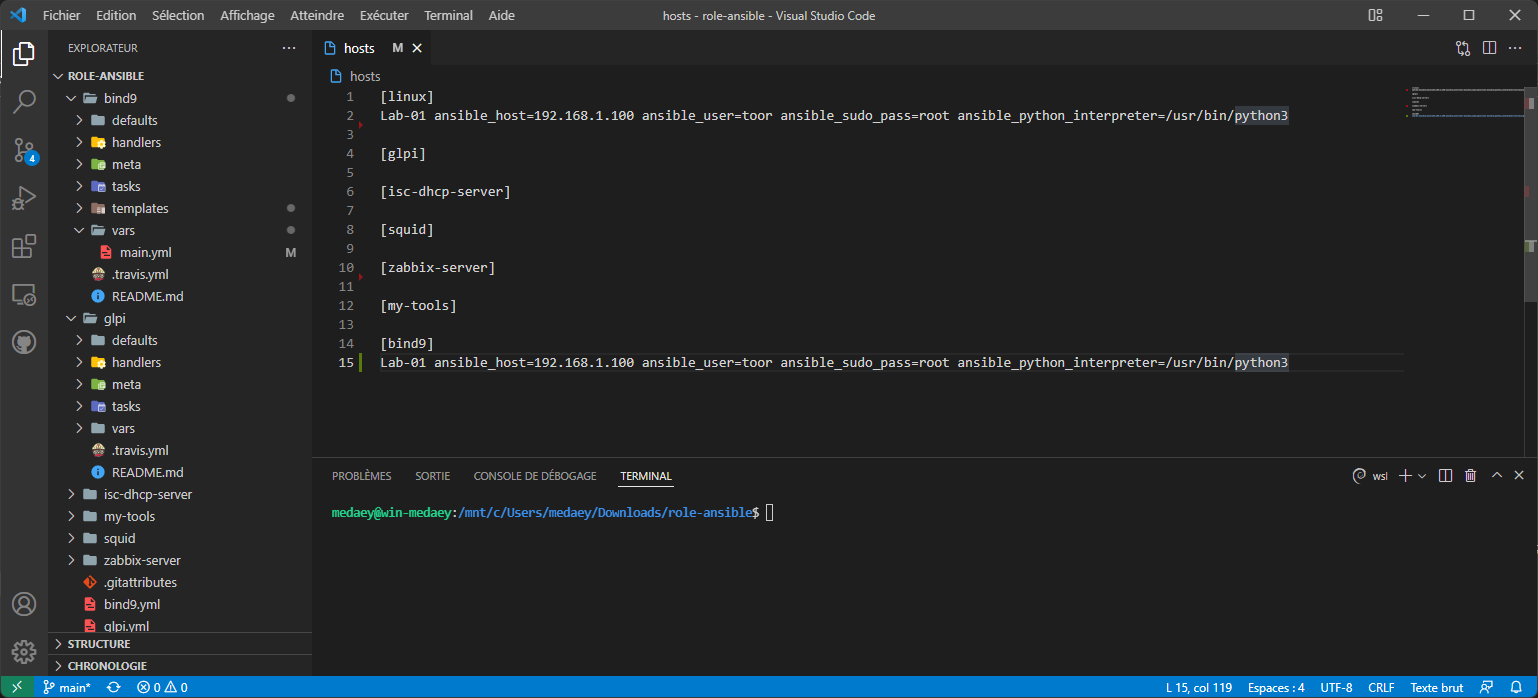 Fichier Edition Sélection Affichage Atteindre Exécuter Terminal Aide
hosts - role-ansible - Visual Studio Code
EXPLORATEUR
ROLE-ANSIBLE
bind9
defaults
handlers
meta
tasks
templates
vars
main.yml M
.travis.yml
README.md
glpi
defaults
handlers
meta
tasks
vars
.travis.yml
README.md
isc-dhcp-server
my-tools
squid
zabbix-server
.gitattributes
bind9.yml
glpi.yml
STRUCTURE
CHRONOLOGIE
4
hosts M
hosts
1 [linux]
2 Lab-01 ansible_host=192.168.1.100 ansible_user=toor ansible_sudo_pass=root ansible_python_interpreter=/usr/bin/python3
3
4 [glpi]
5
6 [isc-dhcp-server]
7
8 [squid]
9
10 [zabbix-server]
11
12 [my-tools]
13
14 [bind9]
15 Lab-01 ansible_host=192.168.1.100 ansible_user=toor ansible_sudo_pass=root ansible_python_interpreter=/usr/bin/python3
PROBLÈMES SORTIE CONSOLE DE DÉBOGAGE TERMINAL
wsl
medaey@win-medaey:/mnt/c/Users/medaey/Downloads/role-ansible$
main* 0 0
L 15, col 119 Espaces : 4 UTF-8 CRLF Texte brut